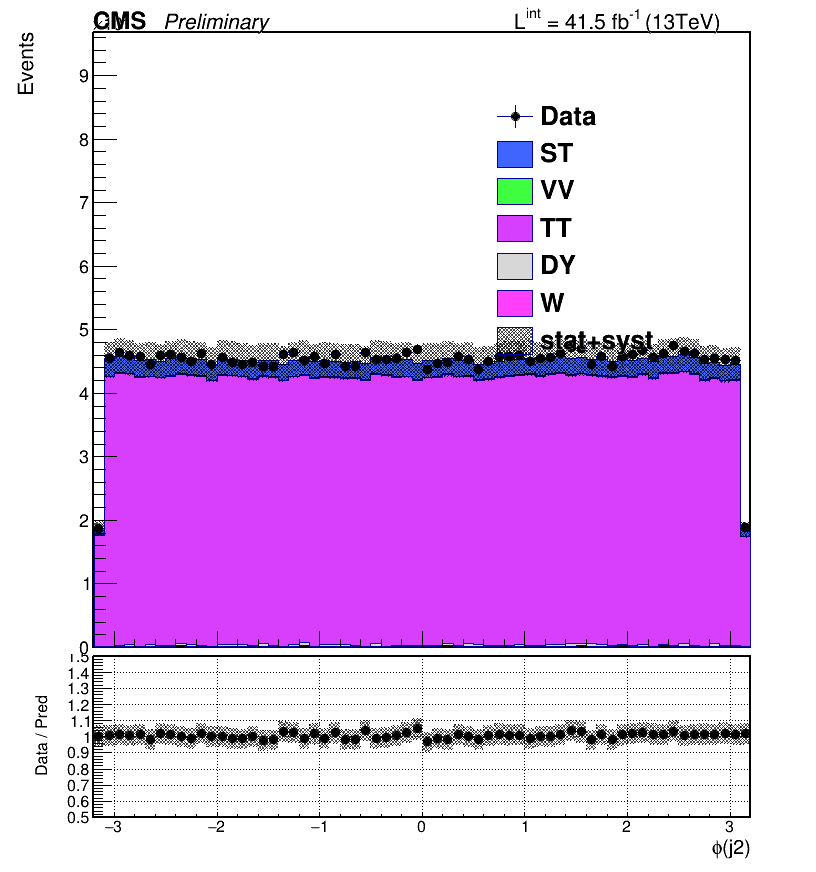 CMS Preliminary
L^int = 41.5 fb^-1 (13TeV)
Events
9
8
7
6
5
4
3
2
1
0
Data
ST
VV
TT
DY
W
stat+syst
Data / Pred
1.5
1.4
1.3
1.2
1.1
1
0.9
0.8
0.7
0.6
0.5
−3 −2 −1 0 1 2 3
ϕ(j2)